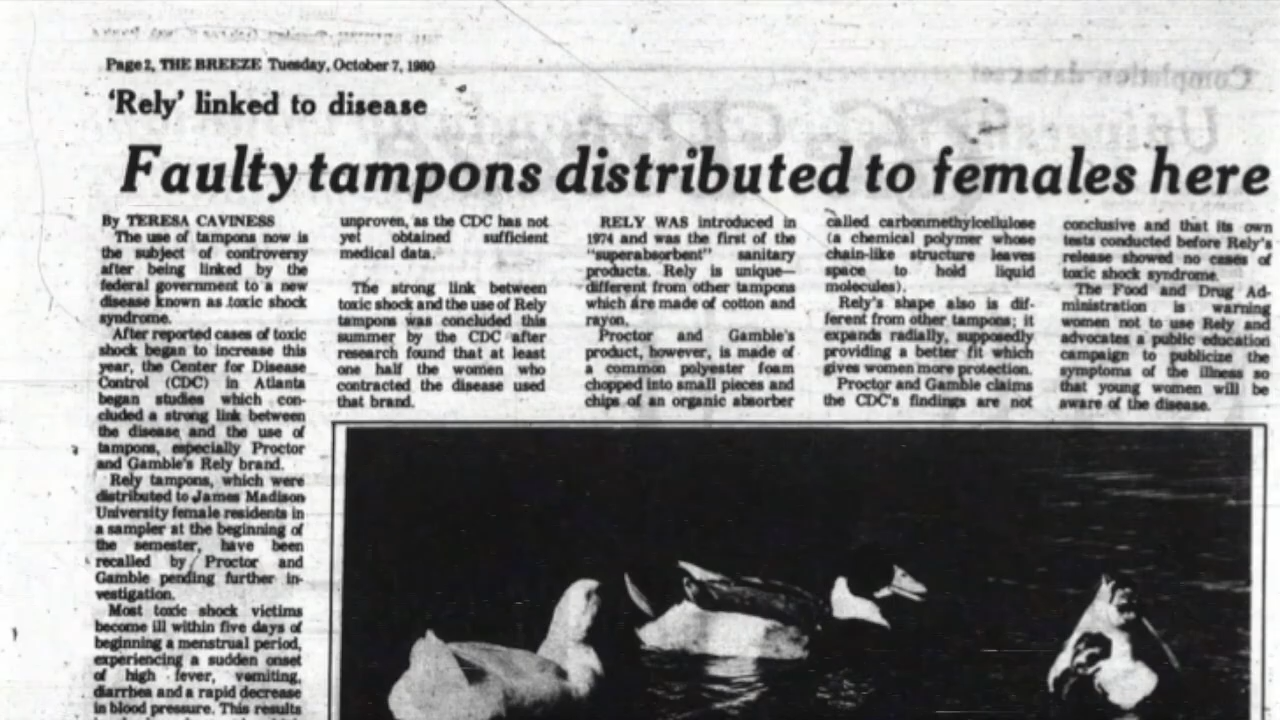 Page 2, THE BREEZE Tuesday, October 7, 1980
'Rely' linked to disease
Faulty tampons distributed to females here
By TERESA CAVINESS
The use of tampons now is
the subject of controversy
after being linked by the
federal government to a new
disease known as toxic shock
syndrome.
After reported cases of toxic
shock began to increase this
year, the Center for Disease
Control (CDC) in Atlanta
began studies which con-
cluded a strong link between
the disease and the use of
tampons, especially Proctor
and Gamble's Rely brand.
Rely tampons, which were
distributed to James Madison
University female residents in
a sampler at the beginning of
the semester, have been
recalled by Proctor and
Gamble pending further in-
vestigation.
Most toxic shock victims
become ill within five days of
beginning a menstrual period,
experiencing a sudden onset
of high fever, vomiting,
diarrhea and a rapid decrease
in blood pressure. This results
unproven, as the CDC has not
yet obtained sufficient
medical data.
The strong link between
toxic shock and the use of Rely
tampons was concluded this
summer by the CDC after
research found that at least
one half the women who
contracted the disease used
that brand.
RELY WAS introduced in
1974 and was the first of the
"superabsorbent" sanitary
products. Rely is unique—
different from other tampons
which are made of cotton and
rayon.
Proctor and Gamble's
product, however, is made of
a common polyester foam
chopped into small pieces and
chips of an organic absorber
called carbonmethylcellulose
(a chemical polymer whose
chain-like structure leaves
space to hold liquid
molecules).
Rely's shape also is dif-
ferent from other tampons; it
expands radially, supposedly
providing a better fit which
gives women more protection.
Proctor and Gamble claims
the CDC's findings are not
conclusive and that its own
tests conducted before Rely's
release showed no cases of
toxic shock syndrome.
The Food and Drug Ad-
ministration is warning
women not to use Rely and
advocates a public education
campaign to publicize the
symptoms of the illness so
that young women will be
aware of the disease.